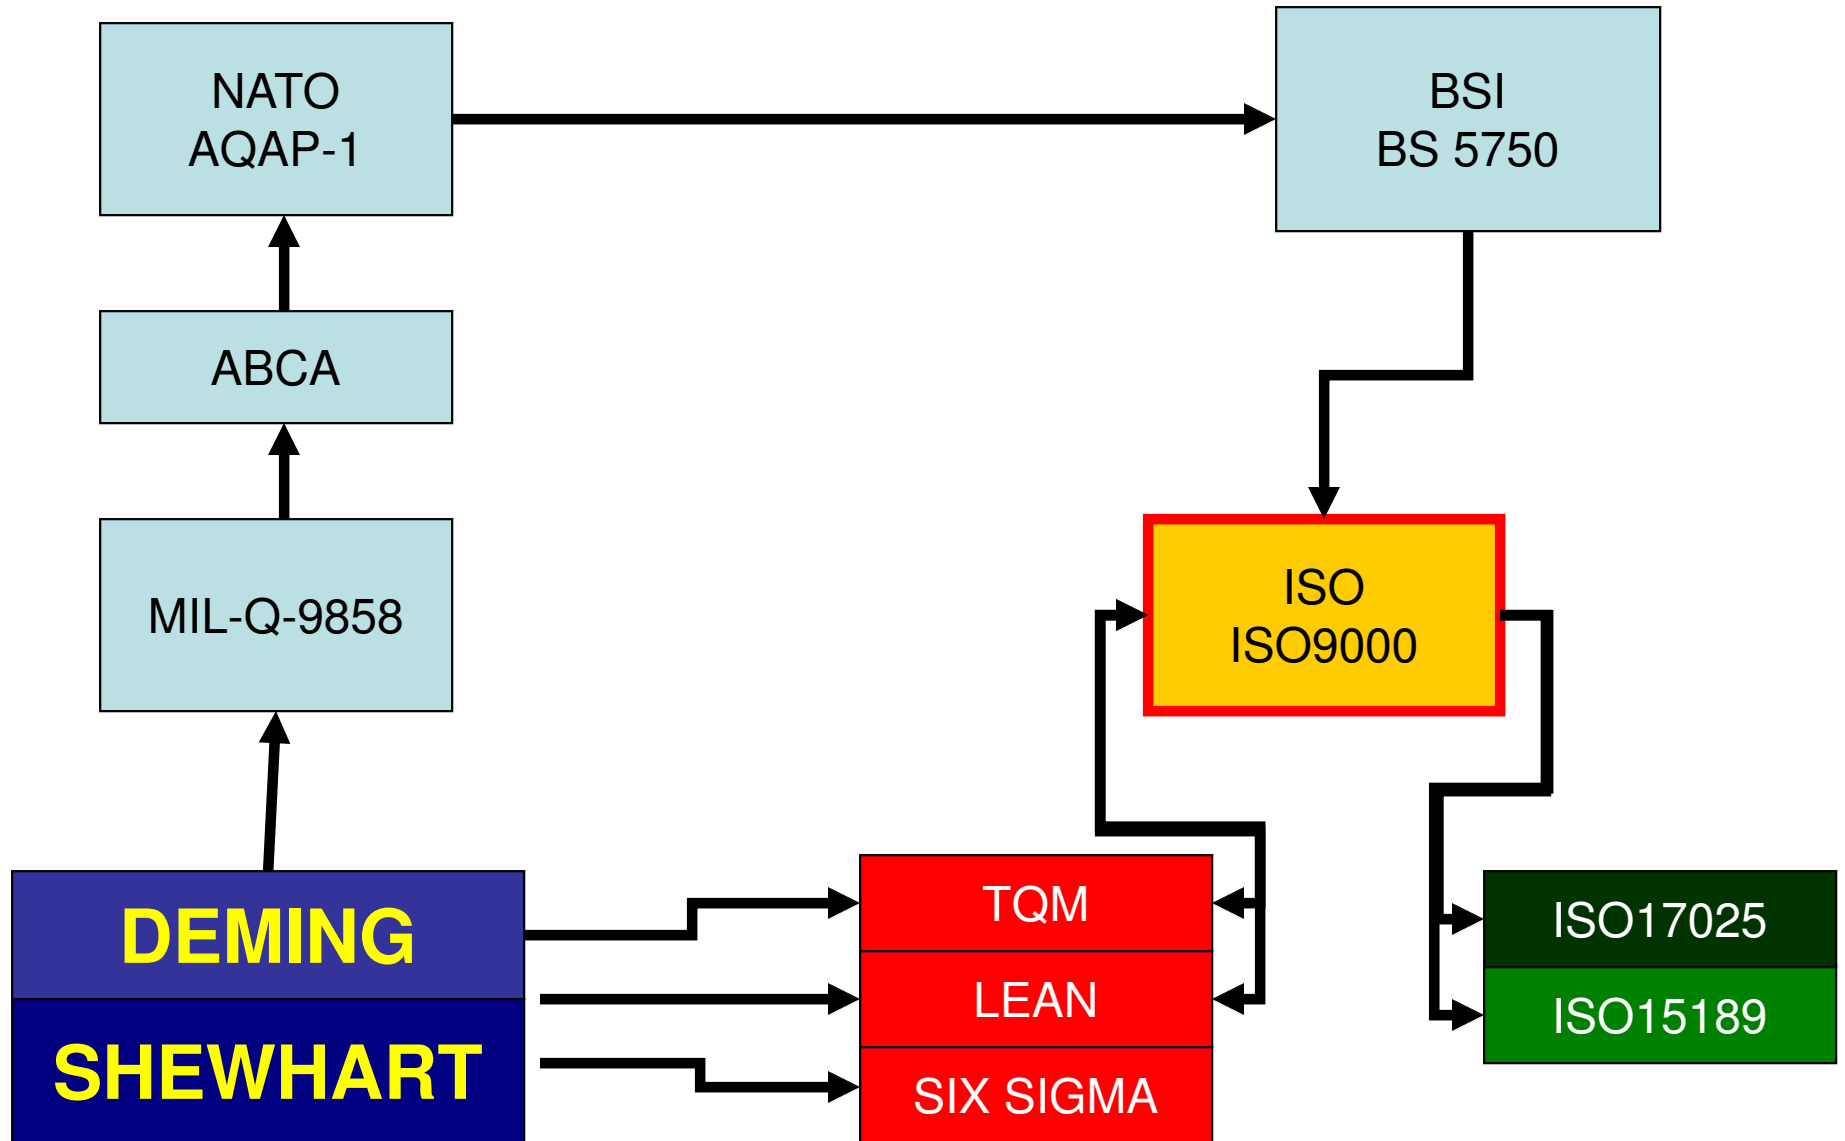 NATO
AQAP-1
BSI
BS 5750
ABCA
MIL-Q-9858
ISO
ISO9000
DEMING
SHEWHART
TQM
LEAN
SIX SIGMA
ISO17025
ISO15189